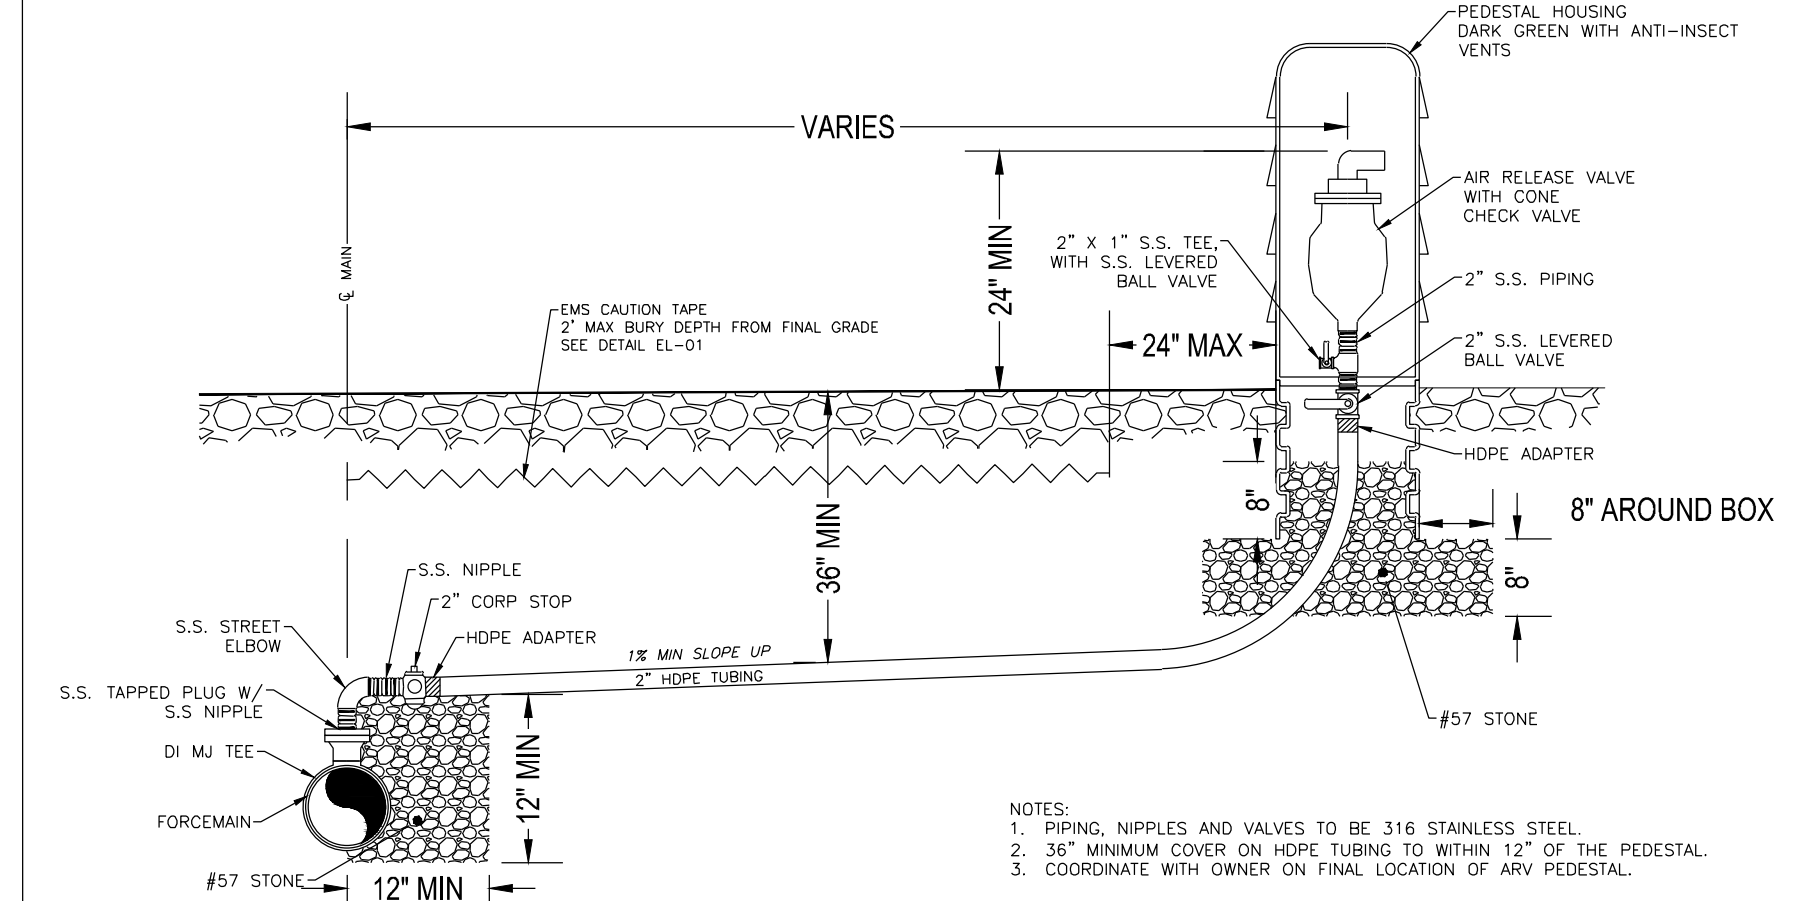 PEDESTAL HOUSING
DARK GREEN WITH ANTI-INSECT
VENTS
VARIES
AIR RELEASE VALVE
WITH CONE
CHECK VALVE
24" MIN
2" X 1" S.S. TEE,
WITH S.S. LEVERED
BALL VALVE
℄ MAIN
2" S.S. PIPING
EMS CAUTION TAPE
2' MAX BURY DEPTH FROM FINAL GRADE
SEE DETAIL EL-01
24" MAX
2" S.S. LEVERED
BALL VALVE
HDPE ADAPTER
8"
8" AROUND BOX
36" MIN
8"
S.S. NIPPLE
2" CORP STOP
HDPE ADAPTER
S.S. STREET
ELBOW
1% MIN SLOPE UP
2" HDPE TUBING
S.S. TAPPED PLUG W/
S.S NIPPLE
#57 STONE
DI MJ TEE
12" MIN
FORCEMAIN
#57 STONE
12" MIN
NOTES:
1. PIPING, NIPPLES AND VALVES TO BE 316 STAINLESS STEEL.
2. 36" MINIMUM COVER ON HDPE TUBING TO WITHIN 12" OF THE PEDESTAL.
3. COORDINATE WITH OWNER ON FINAL LOCATION OF ARV PEDESTAL.